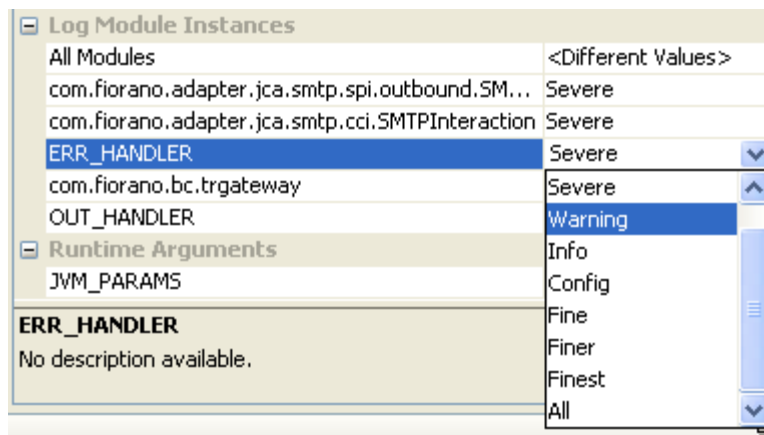 Log Module Instances
All Modules <Different Values>
com.fiorano.adapter.jca.smtp.spi.outbound.SM... Severe
com.fiorano.adapter.jca.smtp.cci.SMTPInteraction Severe
ERR_HANDLER Severe
com.fiorano.bc.trgateway Severe
OUT_HANDLER Warning
Runtime Arguments Info
JVM_PARAMS Config
ERR_HANDLER Fine
No description available. Finer
Finest
All